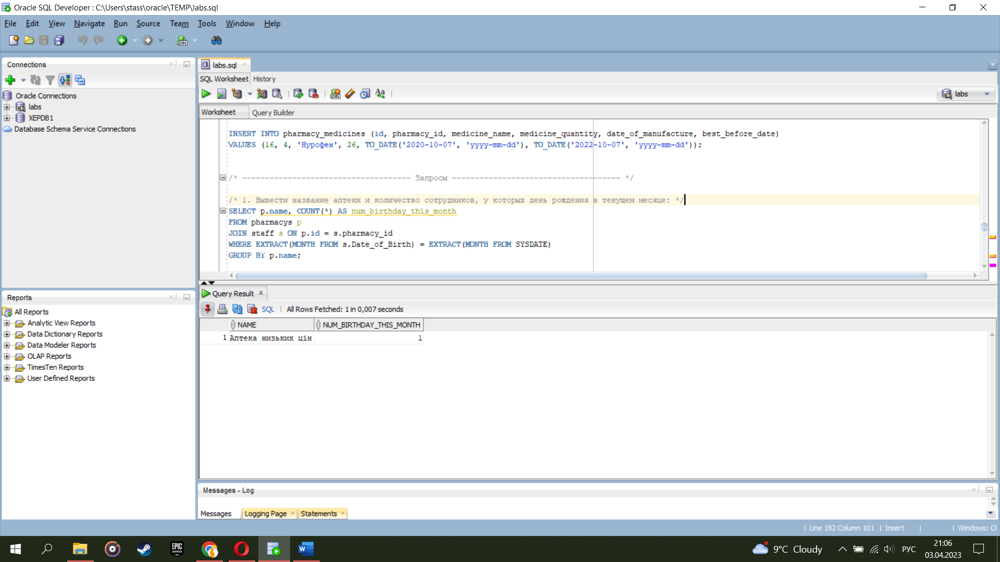 Oracle SQL Developer : C:\Users\stass\oracle\TEMP\labs.sql
File Edit View Navigate Run Source Team Tools Window Help
Connections
Oracle Connections
labs
XEPDB1
Database Schema Service Connections
Reports
All Reports
Analytic View Reports
Data Dictionary Reports
Data Modeler Reports
OLAP Reports
TimesTen Reports
User Defined Reports
labs.sql
SQL Worksheet History
labs
Worksheet Query Builder
INSERT INTO pharmacy_medicines (id, pharmacy_id, medicine_name, medicine_quantity, date_of_manufacture, best_before_date)
VALUES (16, 4, 'Нурофен', 26, TO_DATE('2020-10-07', 'yyyy-mm-dd'), TO_DATE('2022-10-07', 'yyyy-mm-dd'));
/* ------------------------------------- Запросы ------------------------------------- */
/* 1. Вывести название аптеки и количество сотрудников, у которых день рождения в текущем месяце: */
SELECT p.name, COUNT(*) AS num_birthday_this_month
FROM pharmacys p
JOIN staff s ON p.id = s.pharmacy_id
WHERE EXTRACT(MONTH FROM s.Date_of_Birth) = EXTRACT(MONTH FROM SYSDATE)
GROUP BY p.name;
Query Result
SQL | All Rows Fetched: 1 in 0,007 seconds
NAME NUM_BIRTHDAY_THIS_MONTH
1 Аптека низьких цін 1
Messages - Log
Messages Logging Page Statements
| Line 192 Column 101 | Insert | | Windows: CF
EPIC GAMES
9°C Cloudy
РУС
21:06
03.04.2023